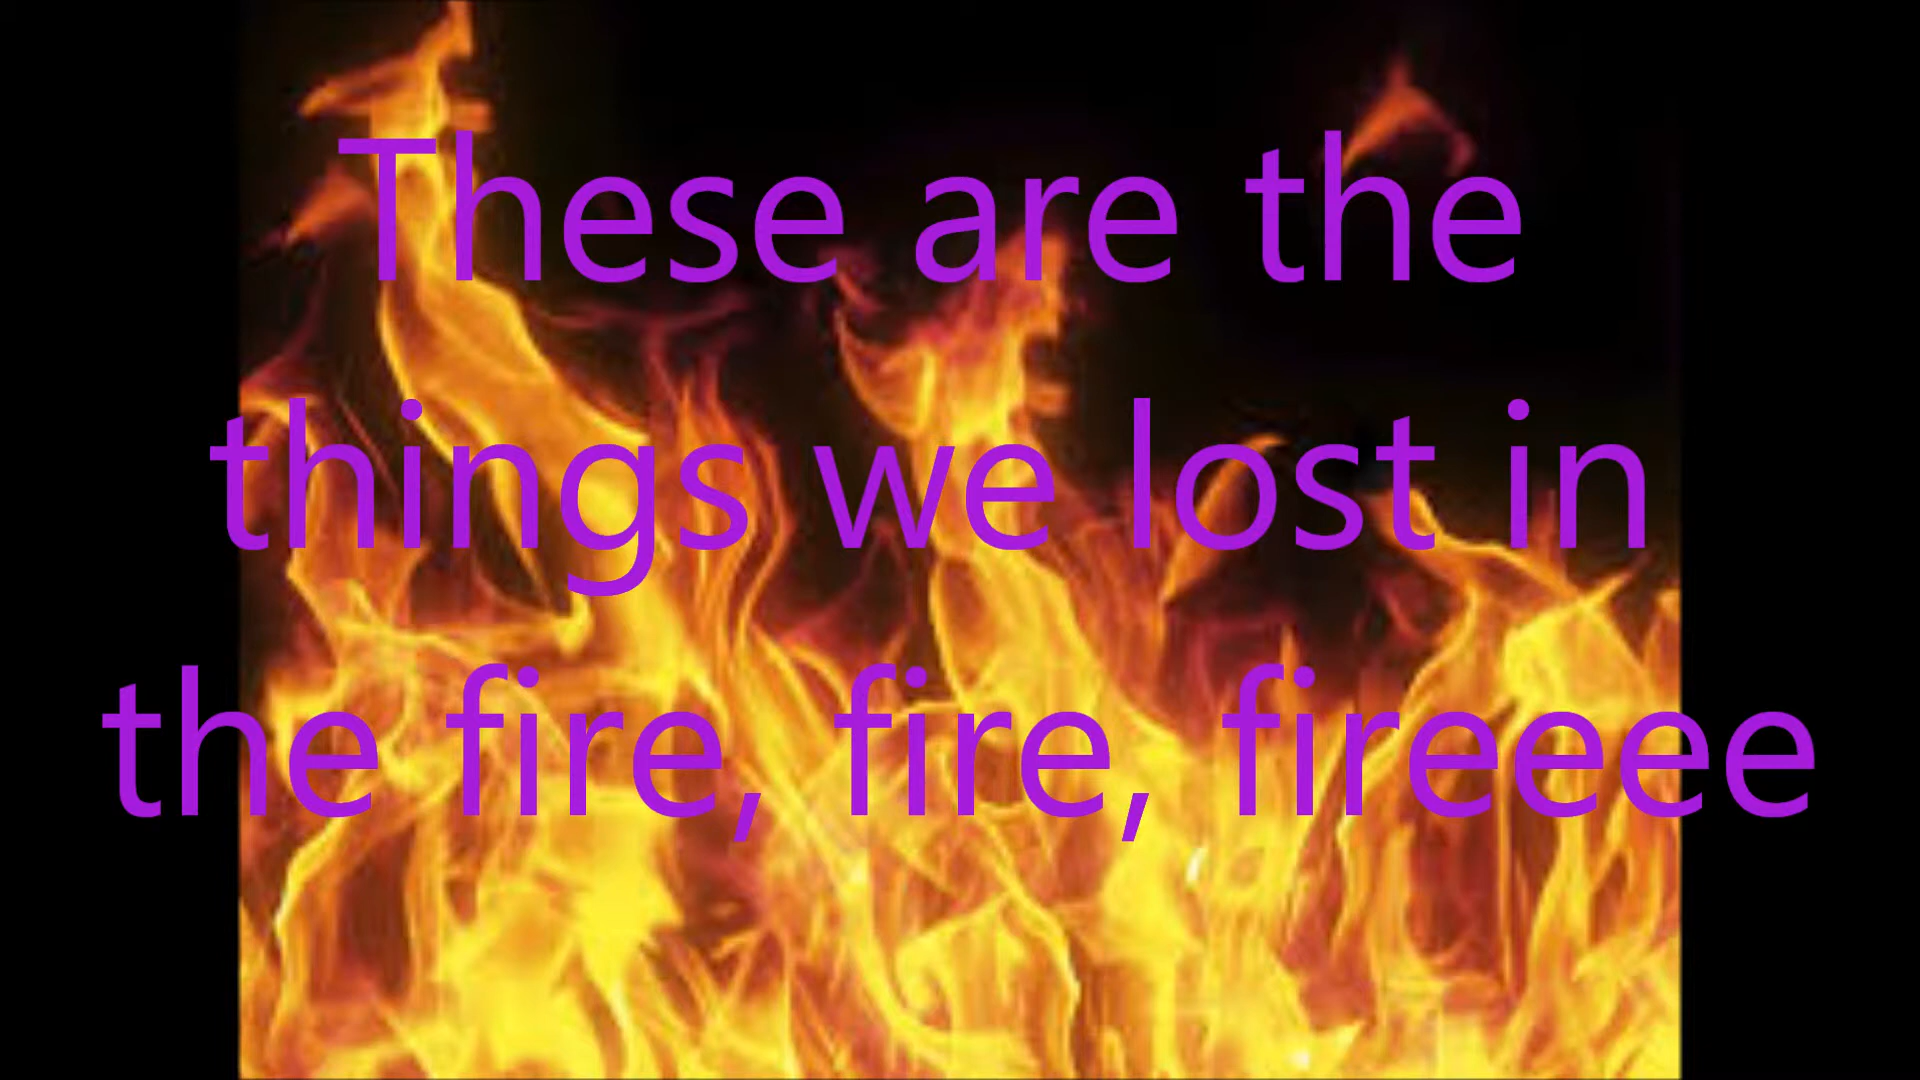 These are the
things we lost in
the fire, fire, fireeee